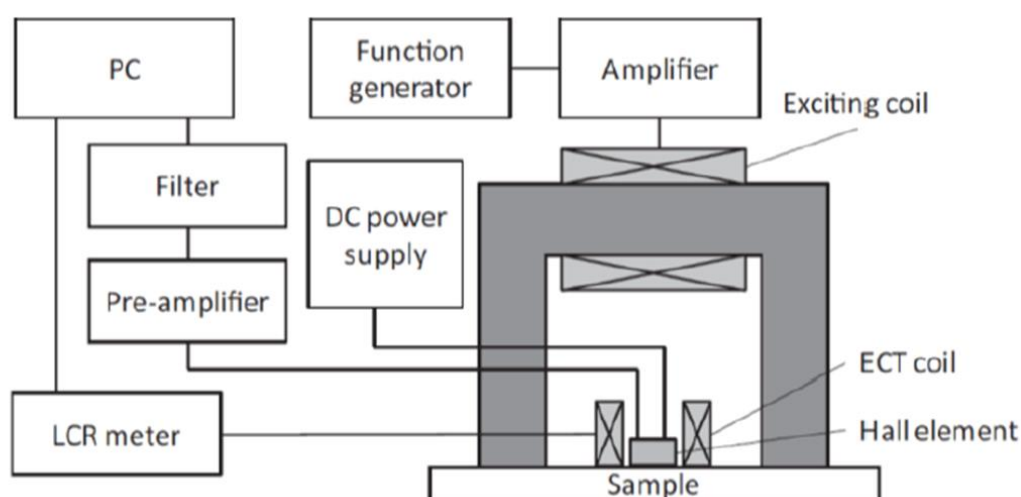 PC
Function
generator
Amplifier
Exciting coil
Filter
DC power
supply
Pre-amplifier
ECT coil
LCR meter
Hall element
Sample